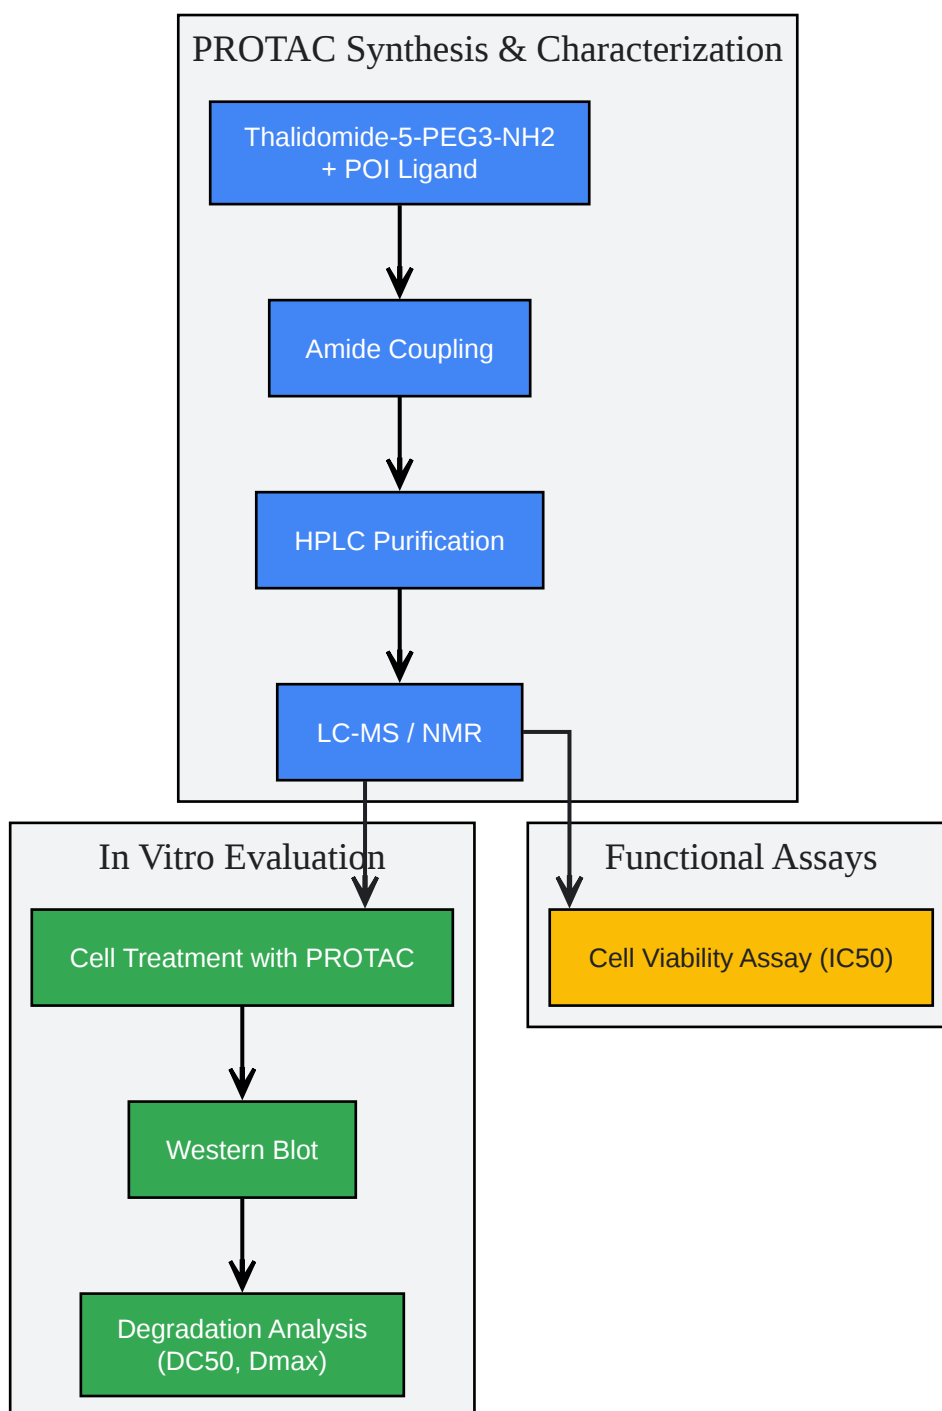 PROTAC Synthesis & Characterization
Thalidomide-5-PEG3-NH2
+ POI Ligand
Amide Coupling
HPLC Purification
LC-MS / NMR
In Vitro Evaluation
Cell Treatment with PROTAC
Western Blot
Degradation Analysis
(DC50, Dmax)
Functional Assays
Cell Viability Assay (IC50)